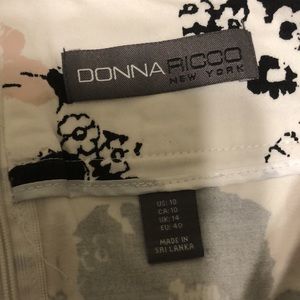 DONNA RICCO
NEW YORK
US: 10
CA: 10
UK: 14
EU: 40
MADE IN
SRI LANKA